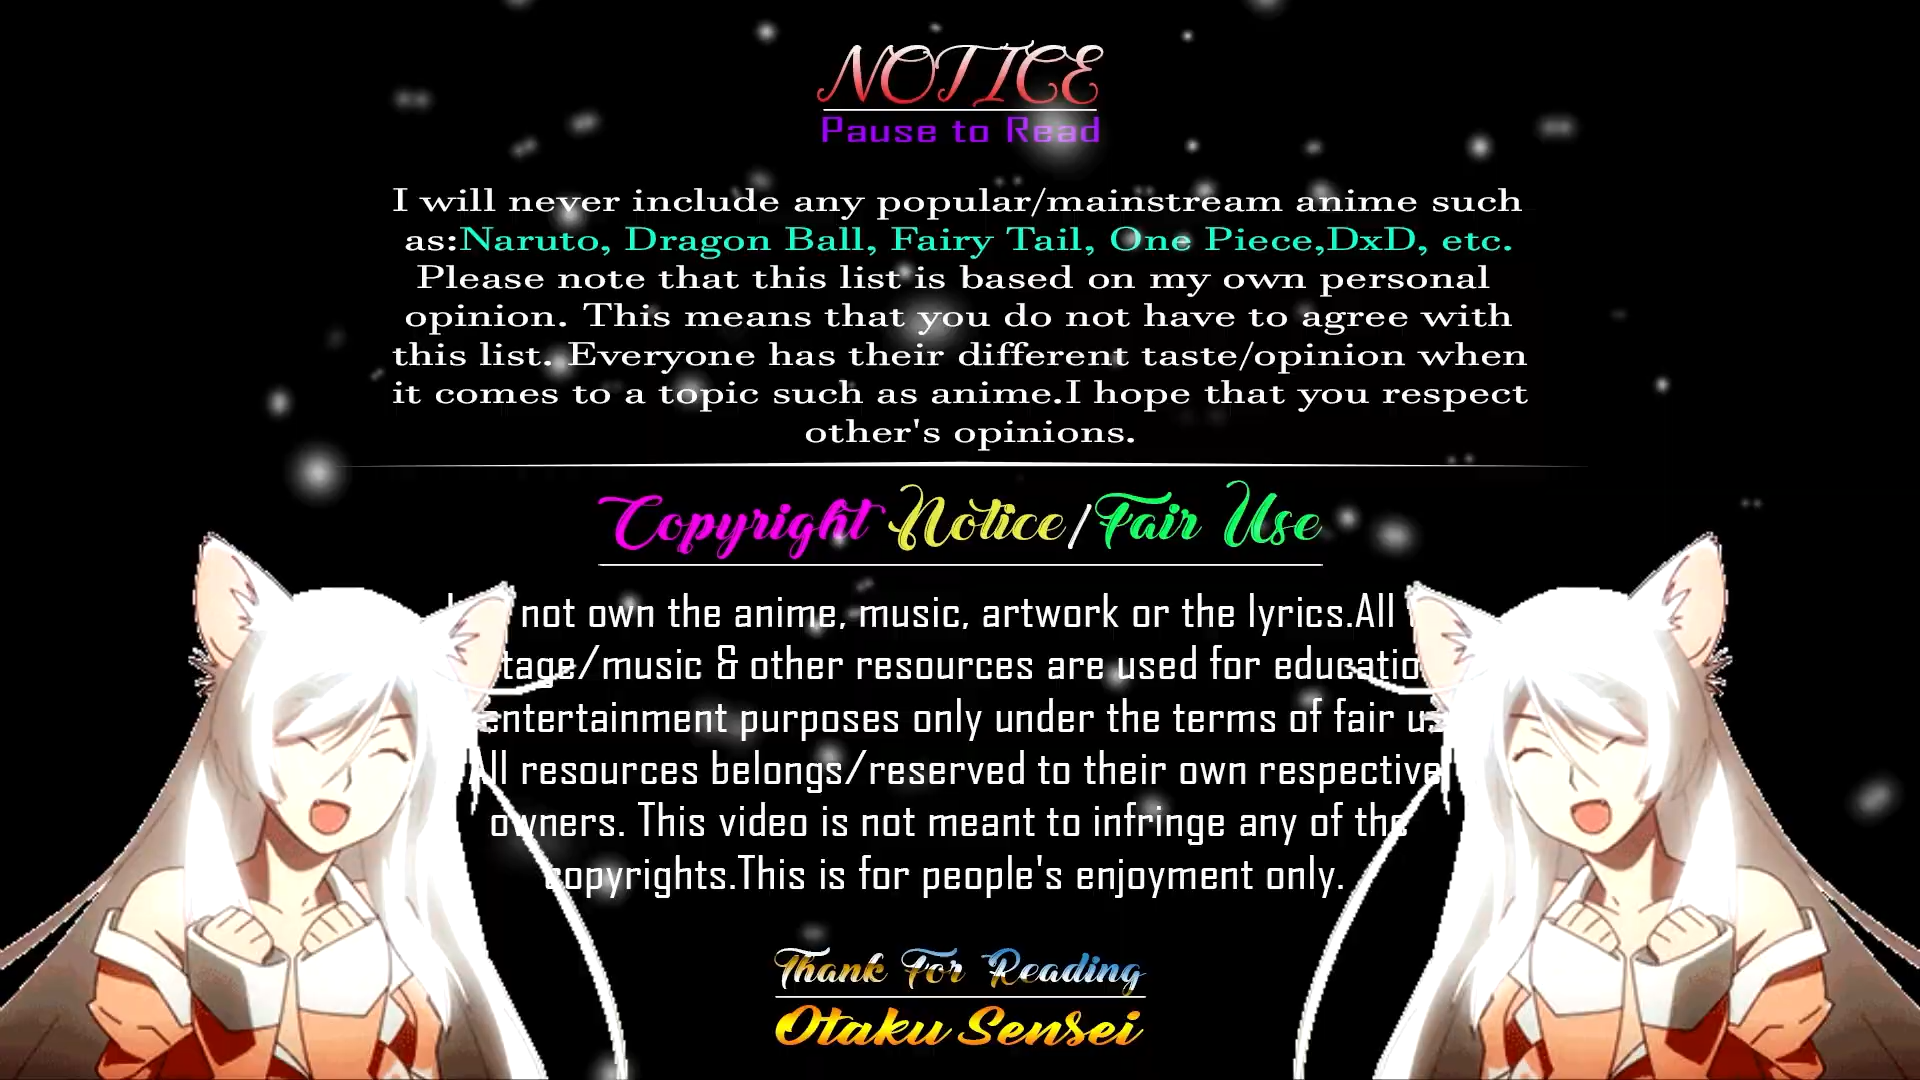 NOTICE
Pause to Read
I will never include any popular/mainstream anime such
as:Naruto, Dragon Ball, Fairy Tail, One Piece,DxD, etc.
Please note that this list is based on my own personal
opinion. This means that you do not have to agree with
this list. Everyone has their different taste/opinion when
it comes to a topic such as anime.I hope that you respect
other's opinions.
Copyright Notice/Fair Use
not own the anime, music, artwork or the lyrics.All
/music & other resources are used for
entertainment purposes only under the terms of fair
All resources belongs/reserved to their own respective
owners. This video is not meant to infringe any of the
copyrights.This is for people's enjoyment only.
Thank For Reading
Otaku Sensei